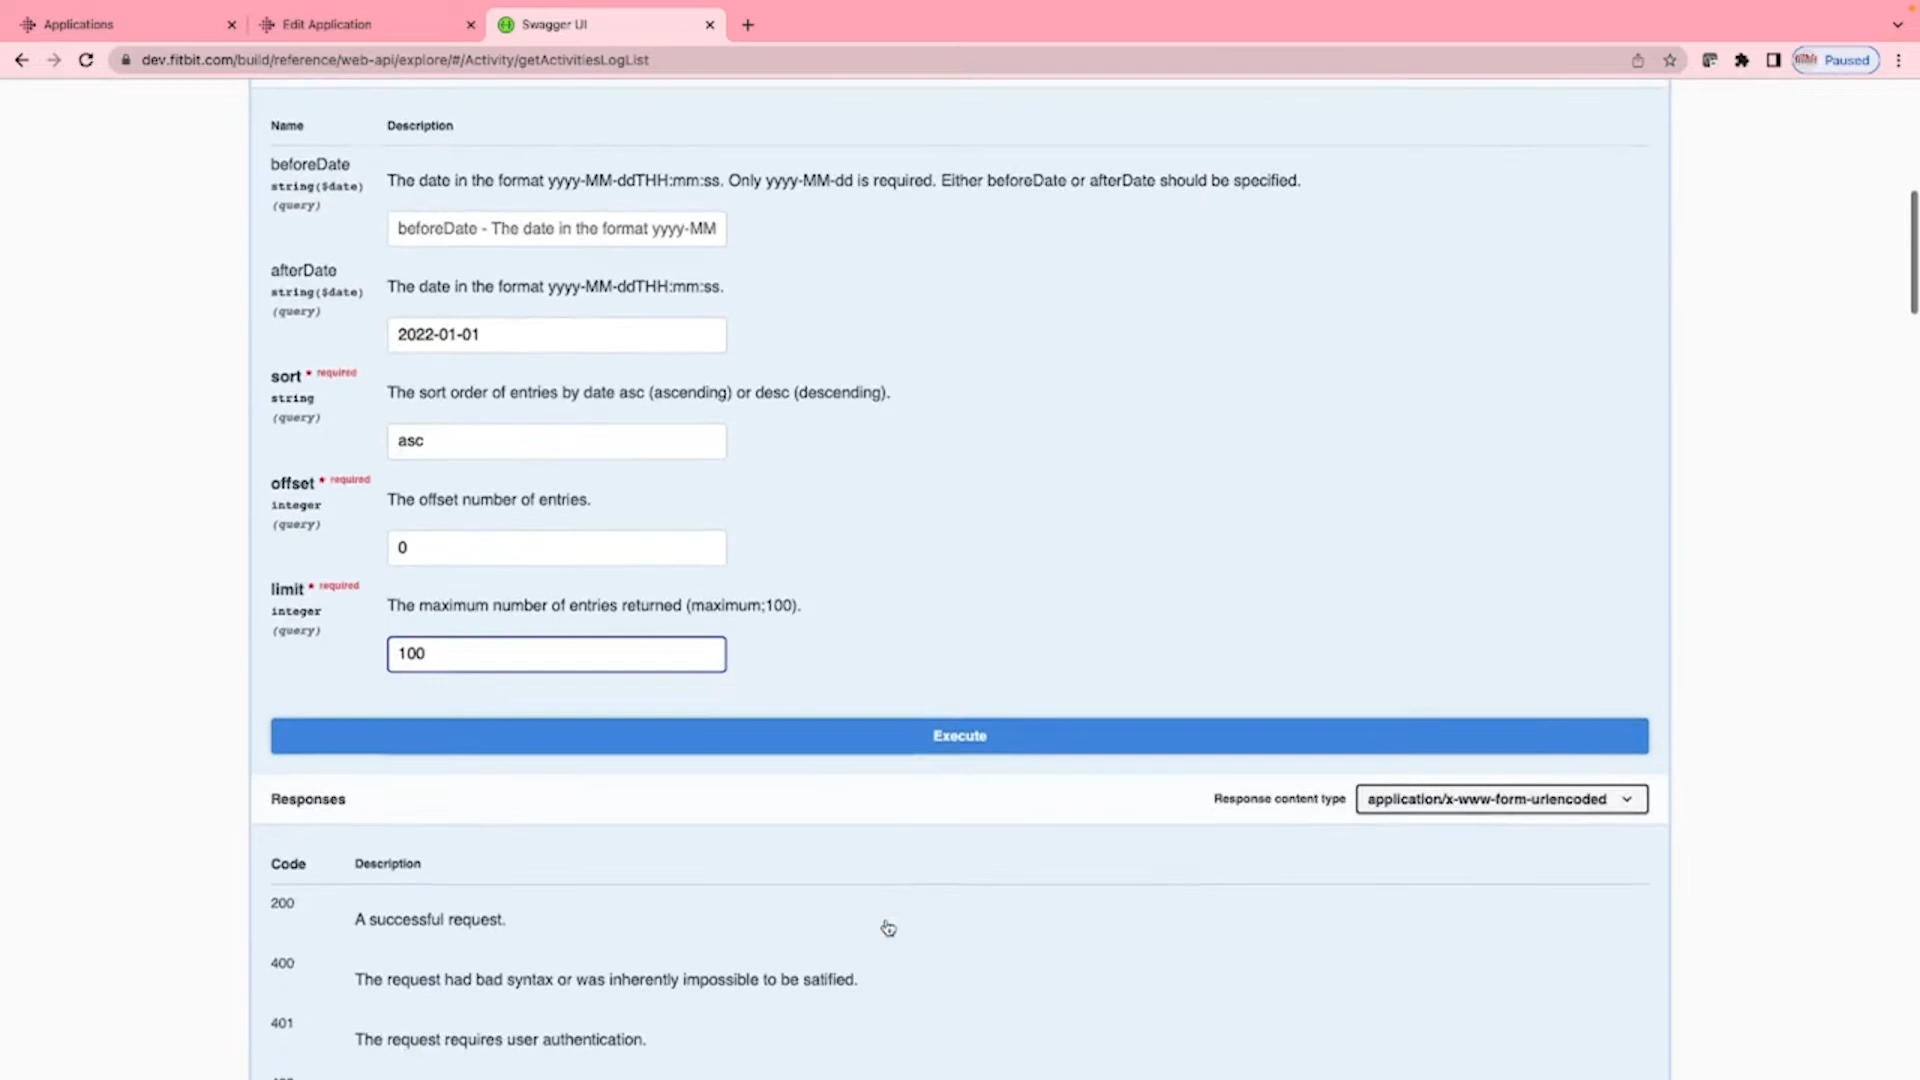 Applications
Edit Application
Swagger UI
dev.fitbit.com/build/reference/web-api/explore/#/Activity/getActivitiesLogList
Paused
Name Description
beforeDate
string($date)
(query)
The date in the format yyyy-MM-ddTHH:mm:ss. Only yyyy-MM-dd is required. Either beforeDate or afterDate should be specified.
beforeDate - The date in the format yyyy-MM
afterDate
string($date)
(query)
The date in the format yyyy-MM-ddTHH:mm:ss.
2022-01-01
sort * required
string
(query)
The sort order of entries by date asc (ascending) or desc (descending).
asc
offset * required
integer
(query)
The offset number of entries.
0
limit * required
integer
(query)
The maximum number of entries returned (maximum;100).
100
Execute
Responses
Response content type
application/x-www-form-urlencoded
Code Description
200
A successful request.
400
The request had bad syntax or was inherently impossible to be satified.
401
The request requires user authentication.